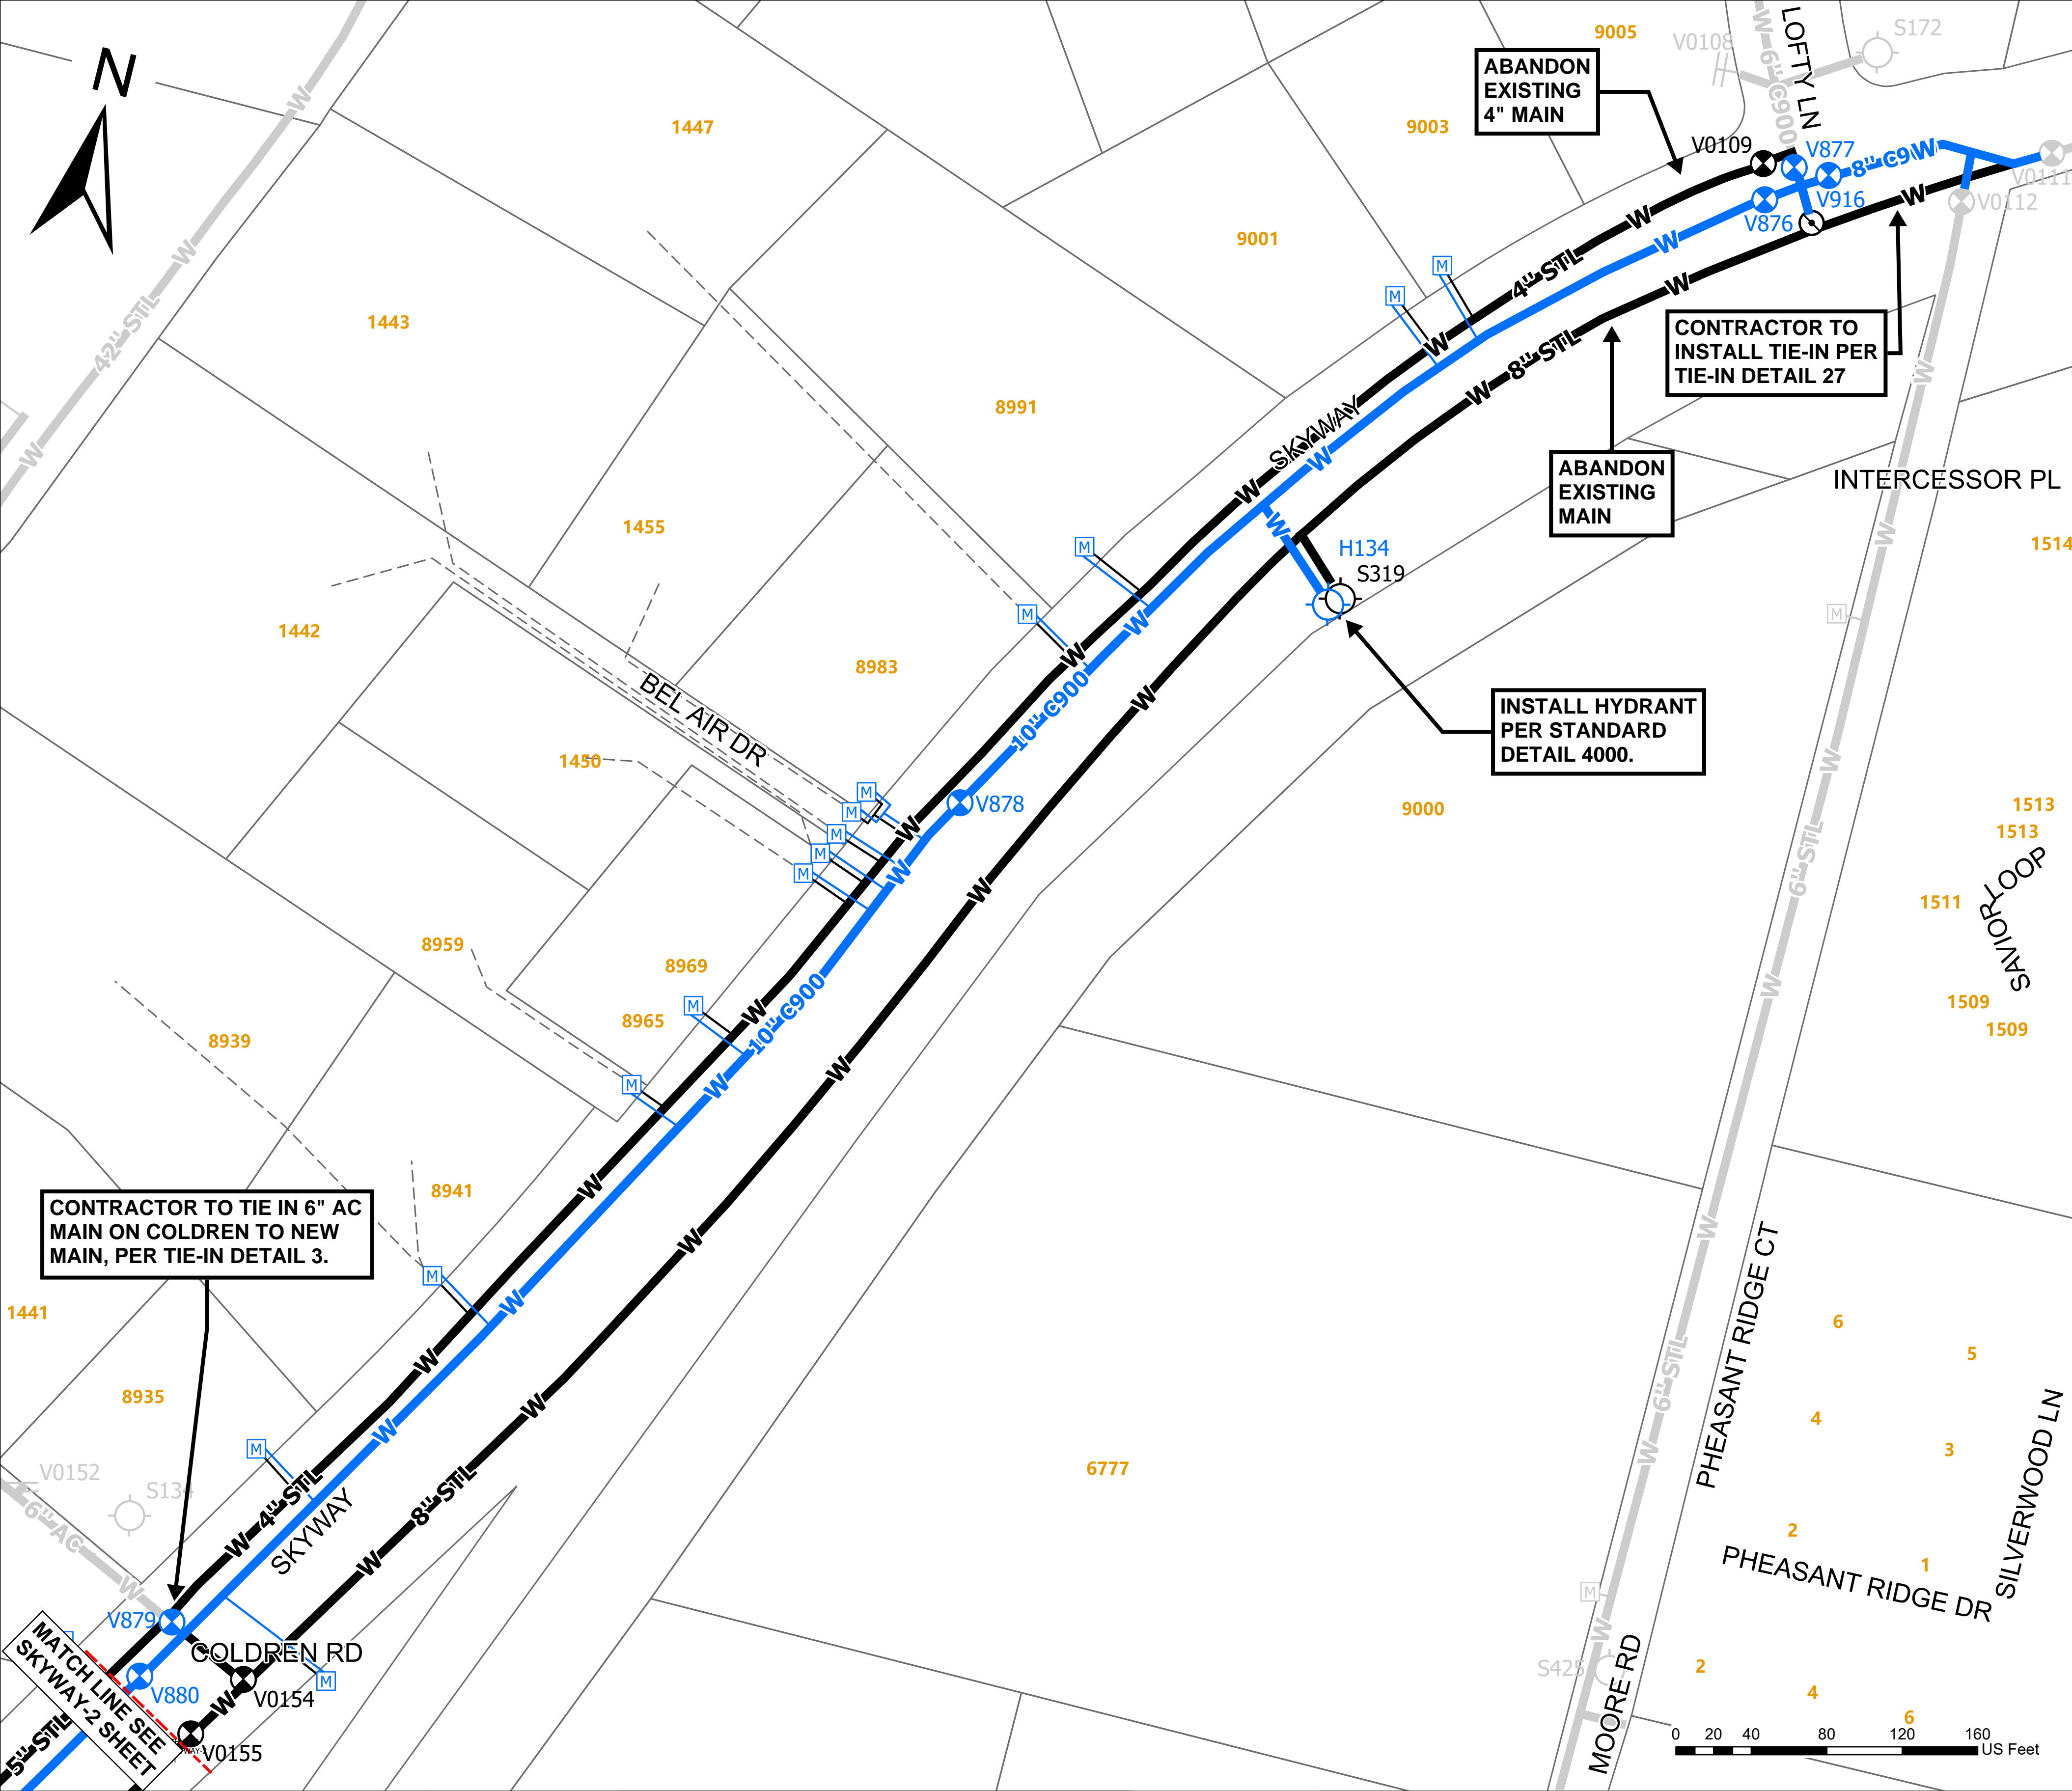 N
9005
V0108
S172
W 6" C900
LOFTY LN
ABANDON
EXISTING
4" MAIN
1447
9003
V0109
V877
8" C9
W
V0111
V916
V0112
V876
W
W
W
42" STL
W
9001
M
M
4" STL
W
W
W
8" STL
W
W
CONTRACTOR TO
INSTALL TIE-IN PER
TIE-IN DETAIL 27
1443
8991
SKYWAY
W
W
W
ABANDON
EXISTING
MAIN
INTERCESSOR PL
W
W
1514
1455
M
W
H134
S319
M
M
1442
8983
W
W
W
BEL AIR DR
10" C900
INSTALL HYDRANT
PER STANDARD
DETAIL 4000.
1450
M
M
M
M
M
W
W
V878
9000
W
6" STL
1513
1513
SAVIOR LOOP
1511
W
8959
8969
8965
M
W
10" C900
W
1509
1509
8939
M
W
W
8941
W
W
W
CONTRACTOR TO TIE IN 6" AC
MAIN ON COLDREN TO NEW
MAIN, PER TIE-IN DETAIL 3.
1441
M
W
W
W
6
5
PHEASANT RIDGE CT
6" STL
8935
4
3
M
W
W
SILVERWOOD LN
V0152
S134
6" AC
W
4" STL
W
SKYWAY
8" STL
W
6777
2
1
PHEASANT RIDGE DR
M
W
V879
COLDREN RD
M
V880
V0154
W
V0155
MATCH LINE SEE
SKYWAY-2 SHEET
5" STL
S425
MOORE RD
2
4
6
0 20 40 80 120 160
US Feet